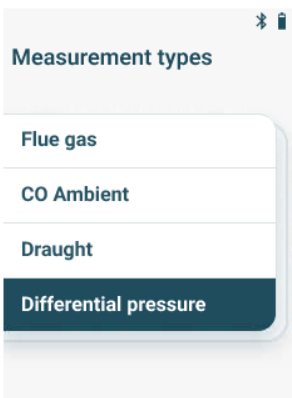 Measurement types
Flue gas
CO Ambient
Draught
Differential pressure